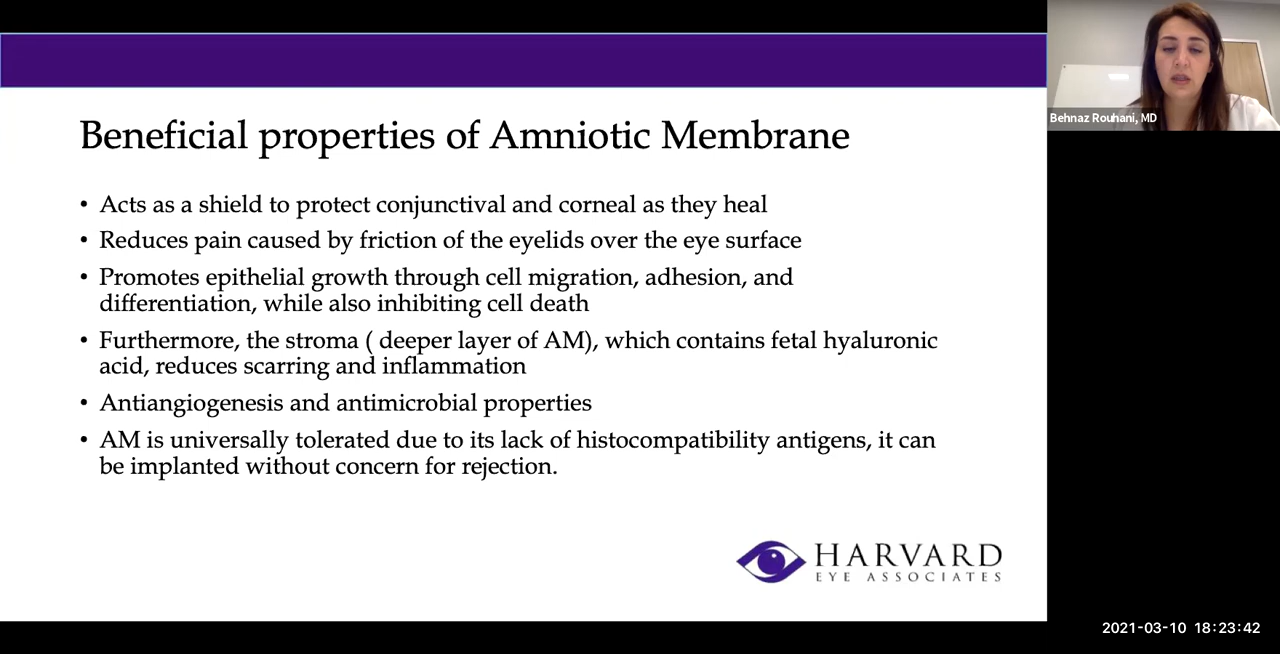 Beneficial properties of Amniotic Membrane
• Acts as a shield to protect conjunctival and corneal as they heal
• Reduces pain caused by friction of the eyelids over the eye surface
• Promotes epithelial growth through cell migration, adhesion, and
differentiation, while also inhibiting cell death
• Furthermore, the stroma ( deeper layer of AM), which contains fetal hyaluronic
acid, reduces scarring and inflammation
• Antiangiogenesis and antimicrobial properties
• AM is universally tolerated due to its lack of histocompatibility antigens, it can
be implanted without concern for rejection.
HARVARD
EYE ASSOCIATES
Behnaz Rouhani, MD
2021-03-10 18:23:42